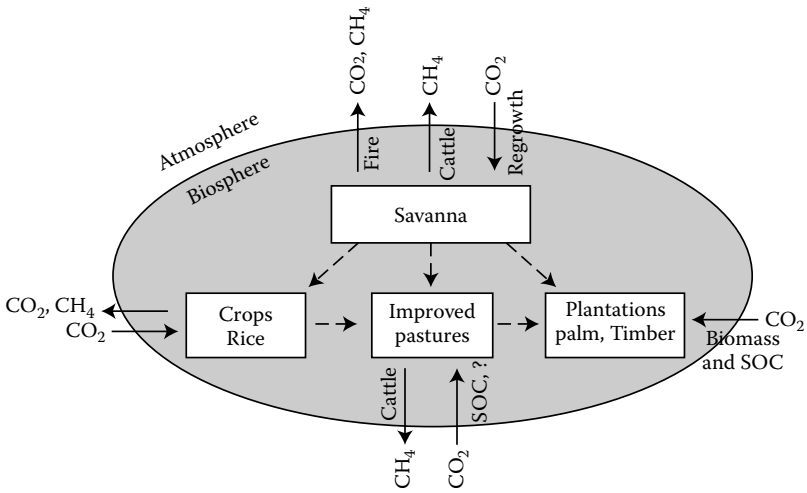 CO2, CH₄
CH₄
CO₂
Fire
Cattle
Regrowth
Atmosphere
Biosphere
Savanna
CO₂, CH₄
CO₂
Crops
Rice
Improved
pastures
Plantations
palm, Timber
CO₂
Biomass
and SOC
Cattle
SOC, ?
CH₄
CO₂